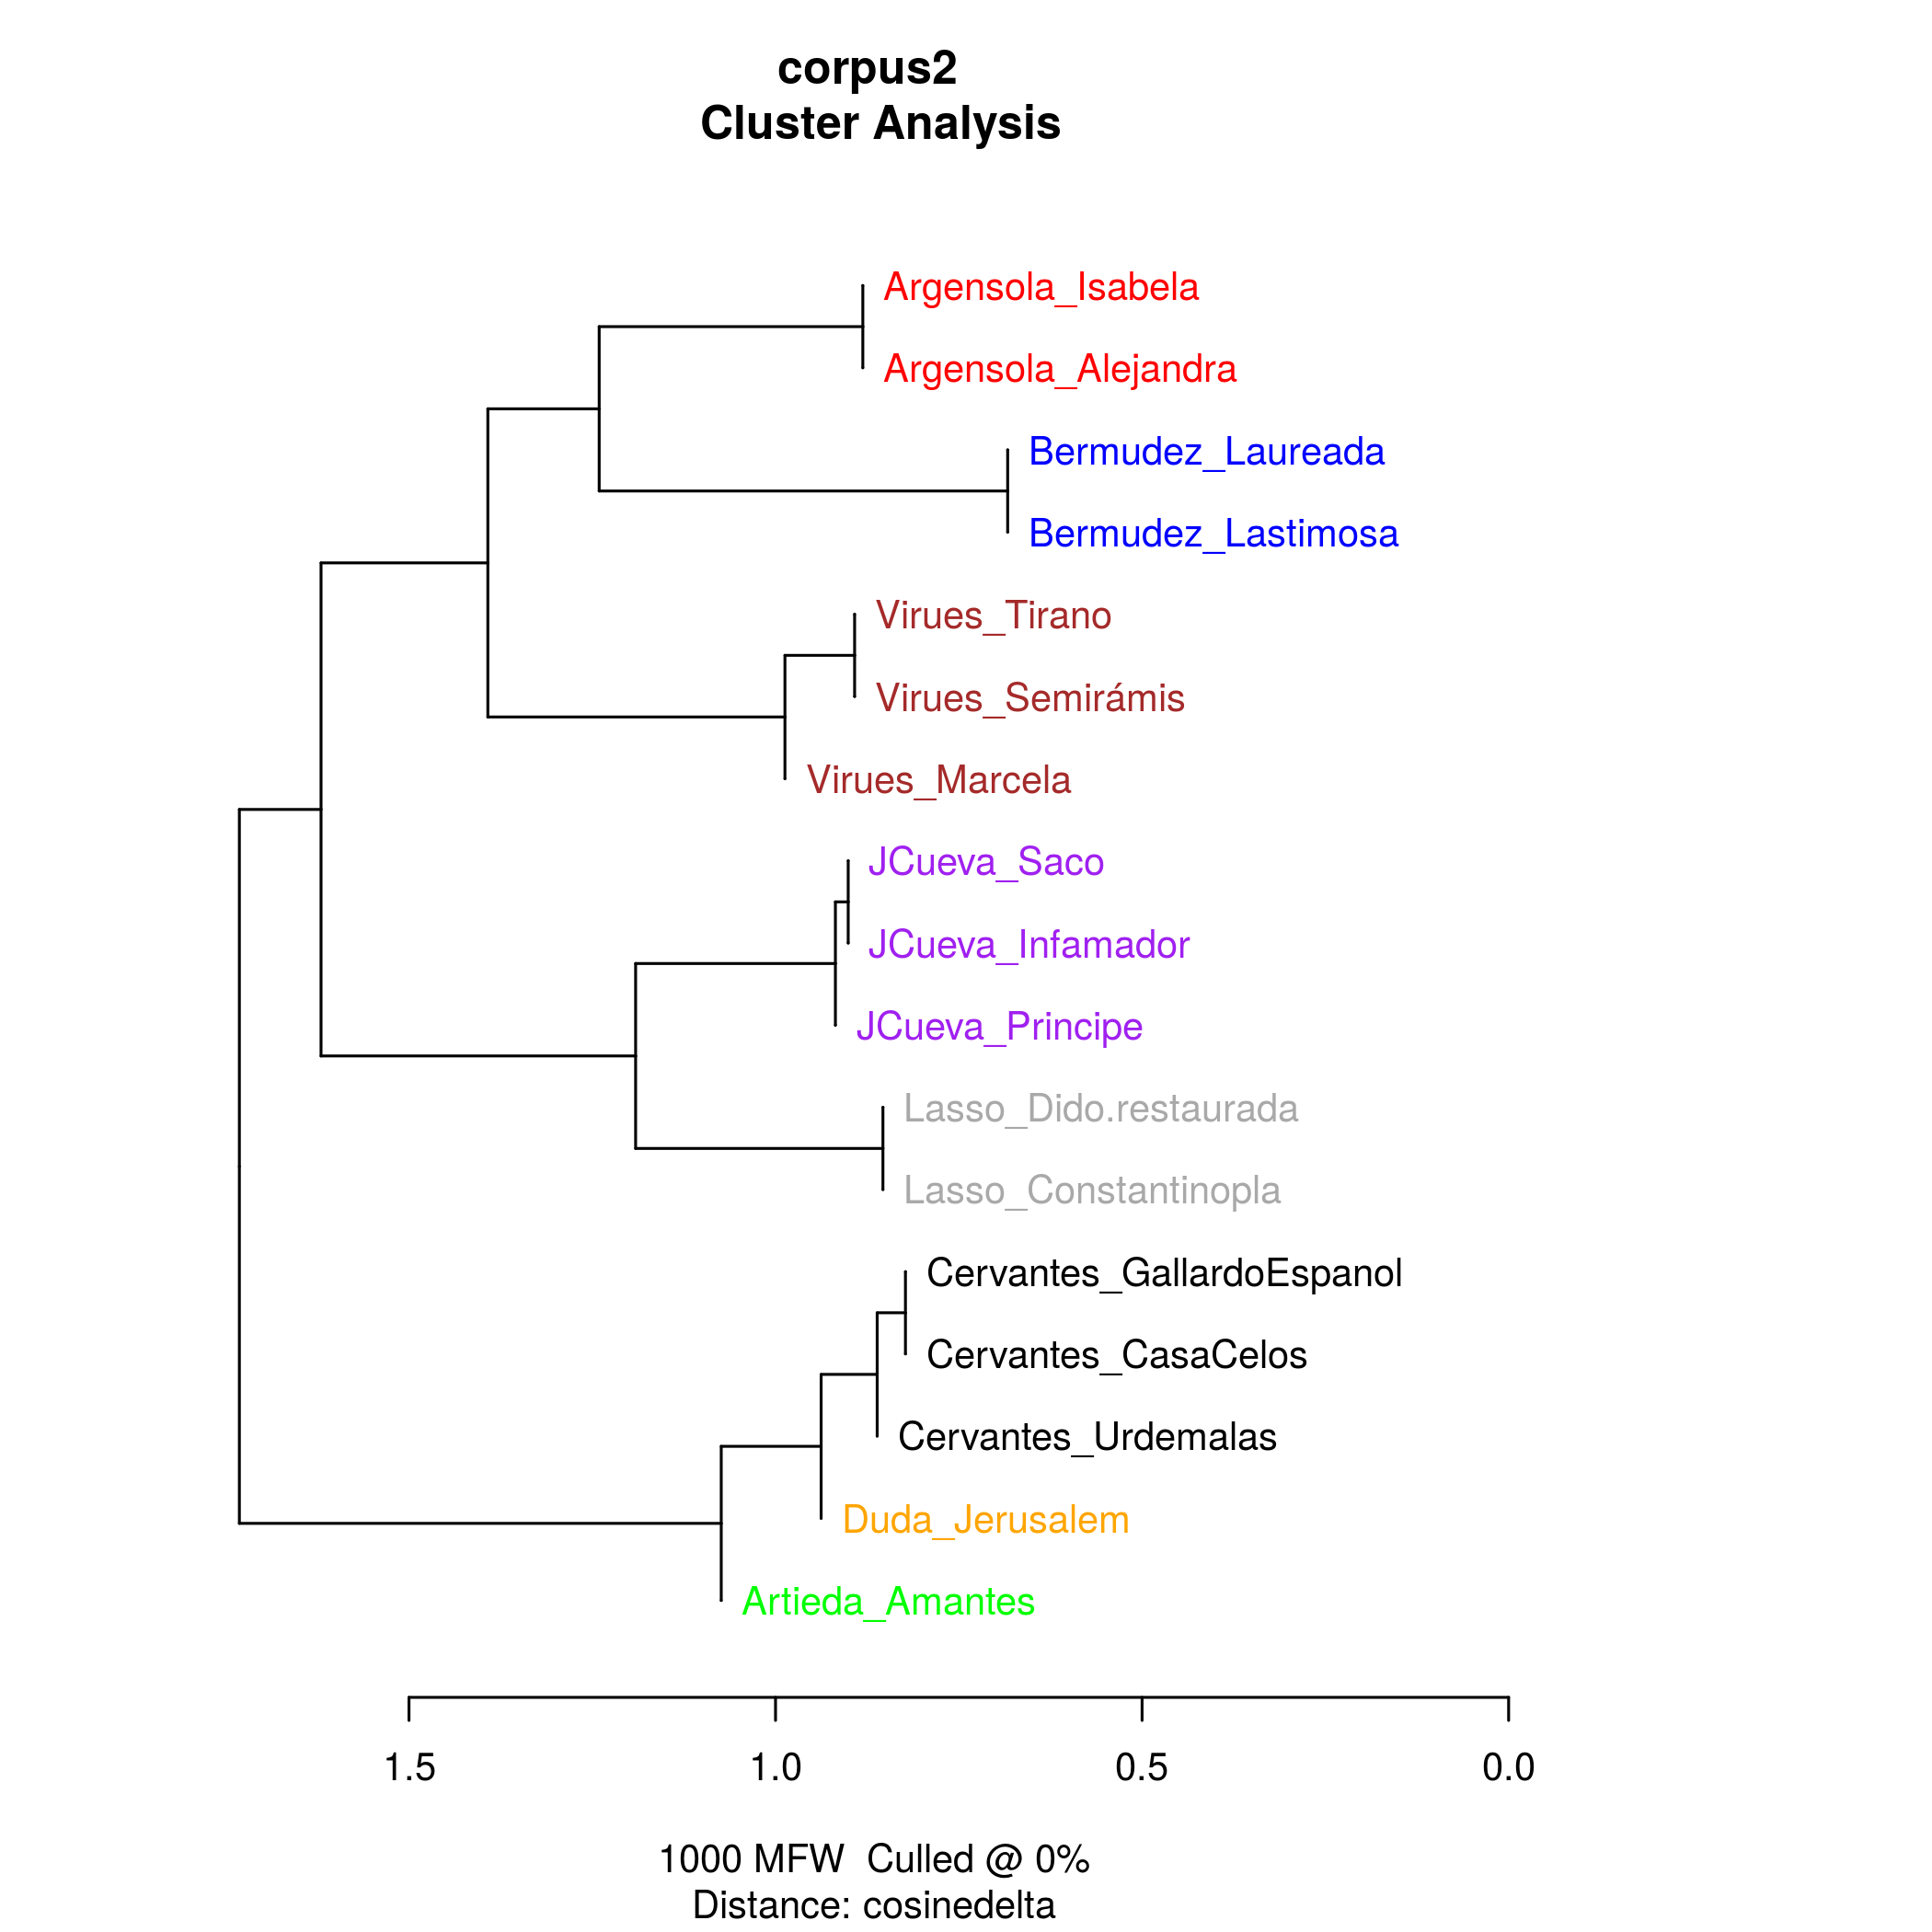 corpus2
Cluster Analysis
Argensola_Isabela
Argensola_Alejandra
Bermudez_Laureada
Bermudez_Lastimosa
Virues_Tirano
Virues_Semirámis
Virues_Marcela
JCueva_Saco
JCueva_Infamador
JCueva_Principe
Lasso_Dido.restaurada
Lasso_Constantinopla
Cervantes_GallardoEspanol
Cervantes_CasaCelos
Cervantes_Urdemalas
Duda_Jerusalem
Artieda_Amantes
1.5 1.0 0.5 0.0
1000 MFW  Culled @ 0%
Distance: cosinedelta